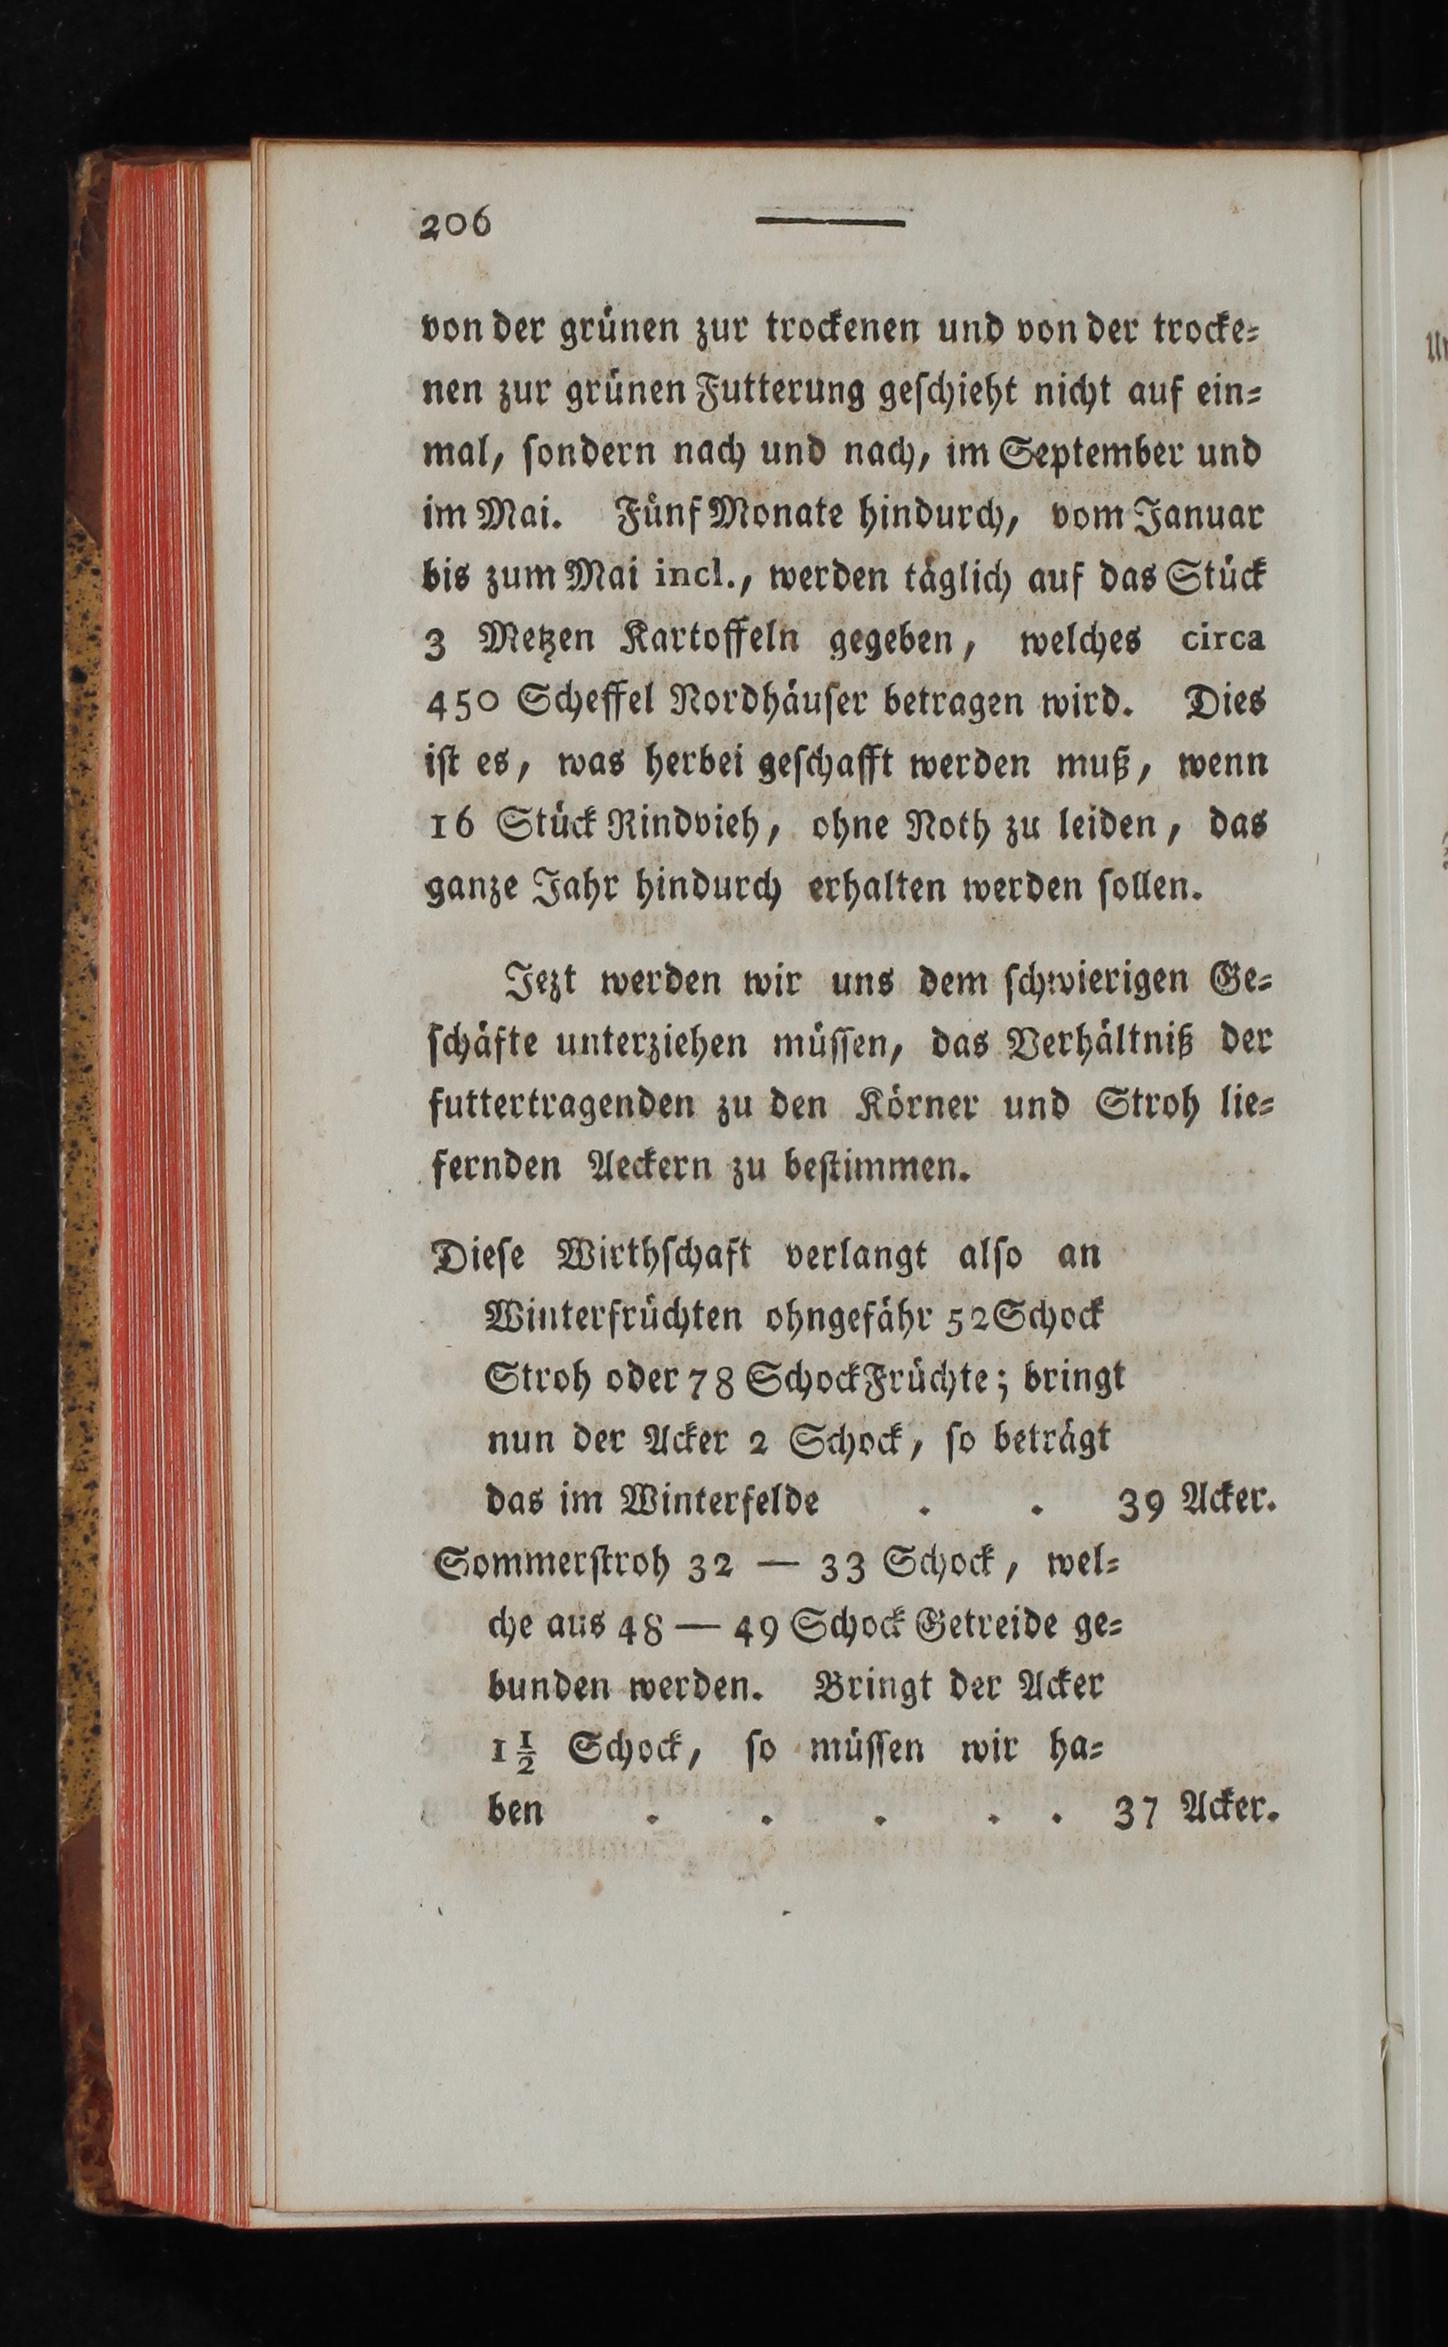 206
von der grünen zur trockenen und von der trocke⸗
nen zur grünen Futterung geſchieht nicht auf ein⸗
mal, ſondern nach und nach, im September und
im Mai. Fünf Monate hindurch, vom Januar
bis zum Mai incl., werden täglich auf das Stück
3 Metzen Kartoffeln gegeben, welches circa
450 Scheffel Nordhäuſer betragen wird. Dies
iſt es, was herbei geſchafft werden muß, wenn
16 Stück Rindvieh, ohne Noth zu leiden, das
ganze Jahr hindurch erhalten werden ſollen.
Jezt werden wir uns dem ſchwierigen Ge⸗
ſchäfte unterziehen müſſen, das Verhältniß der
futtertragenden zu den Körner und Stroh lie⸗
fernden Aeckern zu beſtimmen.
Dieſe Wirthſchaft verlangt alſo an
Winterfrüchten ohngefähr 52 Schock
Stroh oder 78 Schock Früchte; bringt
nun der Acker 2 Schock, ſo beträgt
das im Winterfelde . . 39 Acker.
Sommerſtroh 32 — 33 Schock, wel⸗
che aus 48 — 49 Schock Getreide ge⸗
bunden werden. Bringt der Acker
1½ Schock, ſo müſſen wir ha⸗
ben . . . . . 37 Acker.